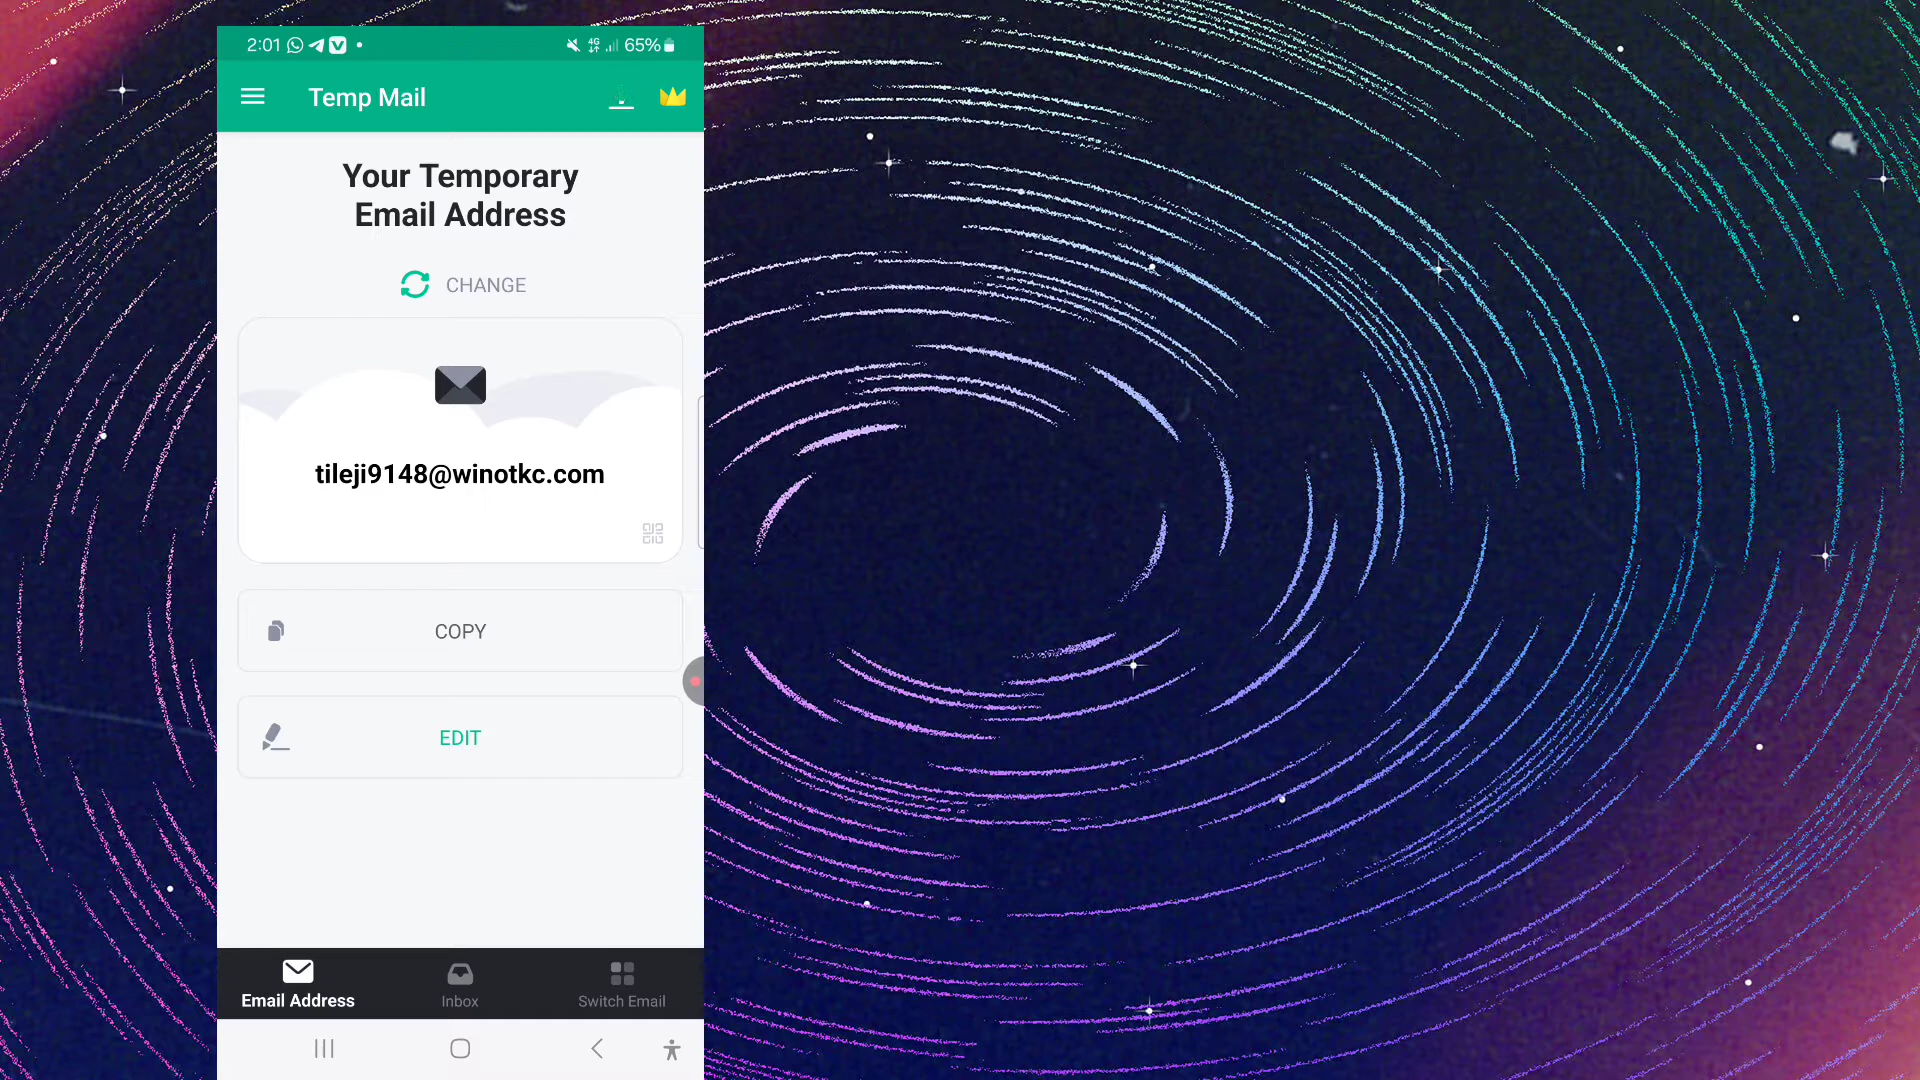 2:01 4G 65%
Temp Mail
Your Temporary
Email Address
CHANGE
tileji9148@winotkc.com
COPY
EDIT
Email Address Inbox Switch Email